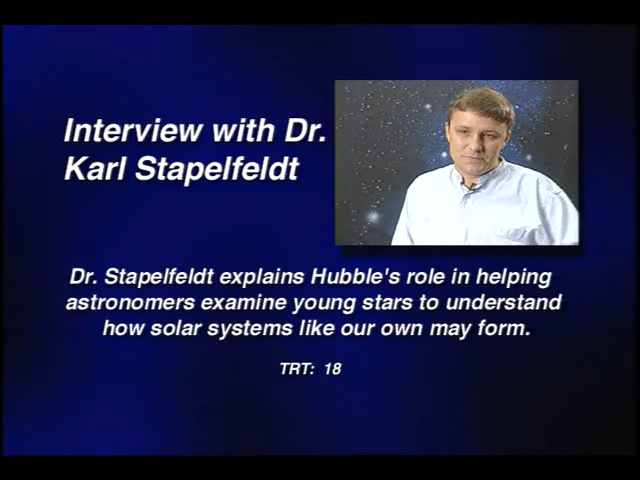 Interview with Dr.
Karl Stapelfeldt
Dr. Stapelfeldt explains Hubble's role in helping
astronomers examine young stars to understand
how solar systems like our own may form.
TRT: 18